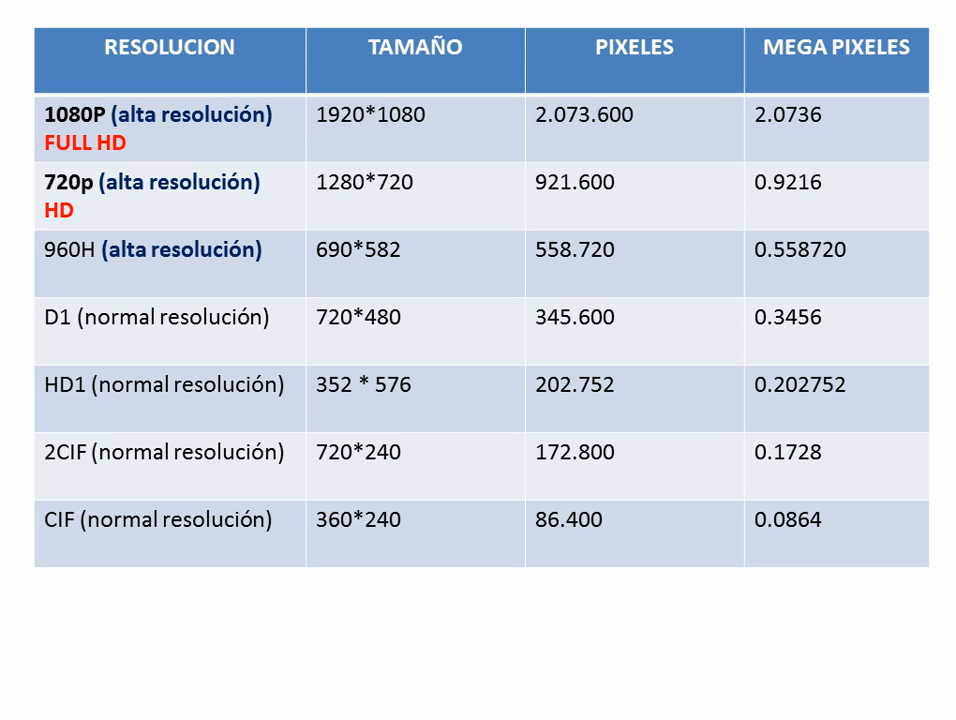 RESOLUCION TAMAÑO PIXELES MEGA PIXELES
1080P (alta resolución) 1920*1080 2.073.600 2.0736
FULL HD
720p (alta resolución) 1280*720 921.600 0.9216
HD
960H (alta resolución) 690*582 558.720 0.558720
D1 (normal resolución) 720*480 345.600 0.3456
HD1 (normal resolución) 352 * 576 202.752 0.202752
2CIF (normal resolución) 720*240 172.800 0.1728
CIF (normal resolución) 360*240 86.400 0.0864